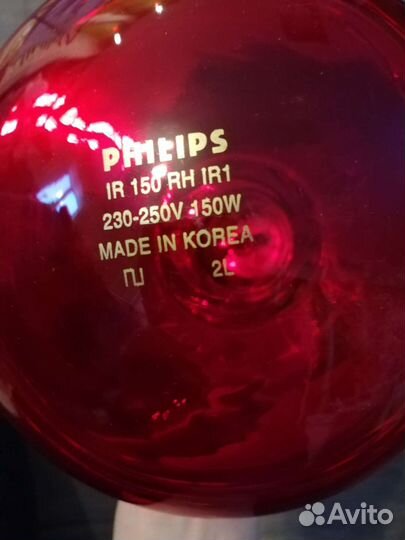 PHILIPS
IR 150 RH IR1
230-250V 150W
MADE IN KOREA
2L
Avito